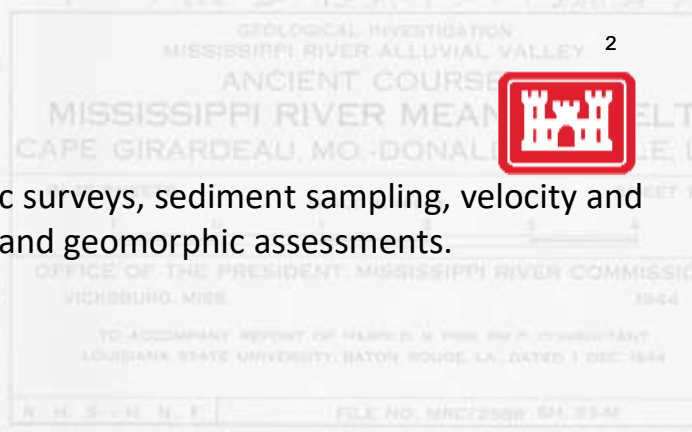 2
GEOLOGICAL INVESTIGATION
MISSISSIPPI RIVER ALLUVIAL VALLEY
ANCIENT COURSE
MISSISSIPPI RIVER MEAN
CAPE GIRARDEAU, MO.-DONAL
c surveys, sediment sampling, velocity and
and geomorphic assessments.
OFFICE OF THE PRESIDENT, MISSISSIPPI RIVER COMMISSIO
VICKSBURG, MISS. 1944
TO ACCOMPANY REPORT OF HAROLD N. FISK, PH.D. CONSULTANT
LOUISIANA STATE UNIVERSITY, BATON ROUGE, LA. DATED 1 DEC 1944
R H S - H N F FILE NO. MRC/2588 SH.